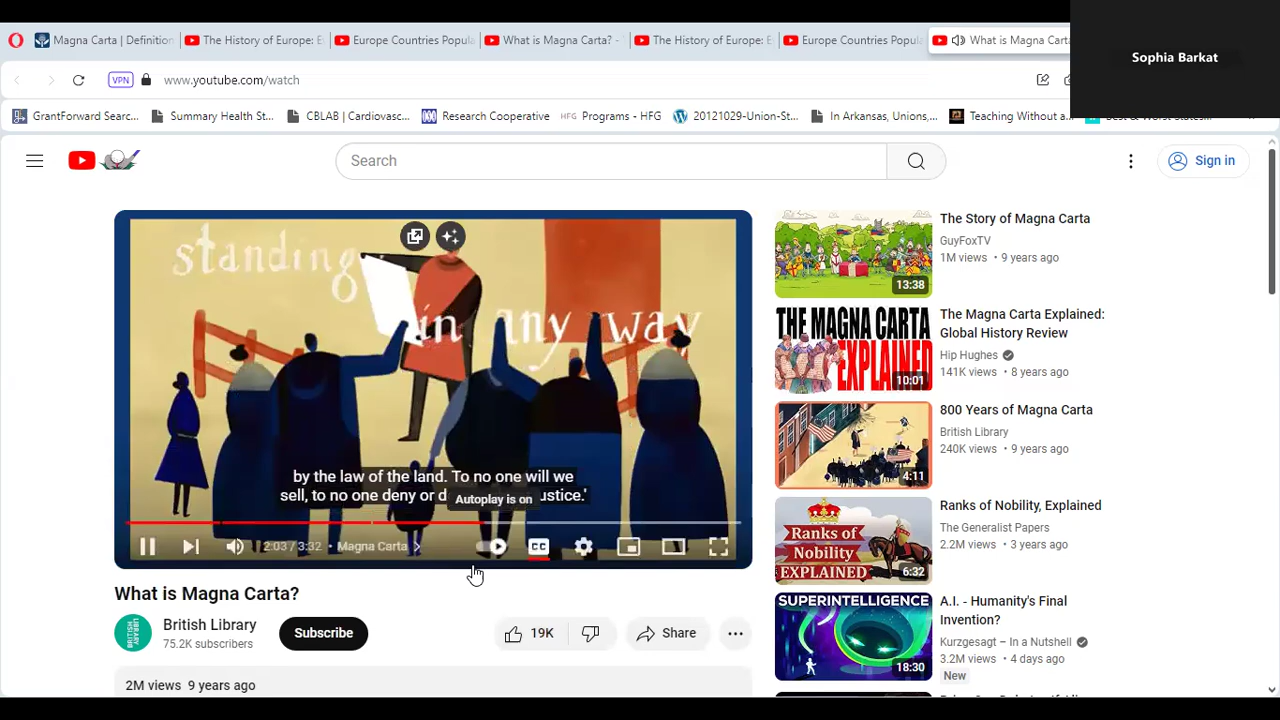 Magna Carta | Definition
The History of Europe: E
Europe Countries Popula
What is Magna Carta? -
The History of Europe: E
Europe Countries Popula
What is Magna Carta
Sophia Barkat
VPN
www.youtube.com/watch
GrantForward Searc...
Summary Health St...
CBLAB | Cardiovasc...
Research Cooperative
HFG Programs - HFG
20121029-Union-St...
In Arkansas, Unions,...
Teaching Without a...
Search
Sign in
standing
in any way
by the law of the land. To no one will we
sell, to no one deny or d
Autoplay is on
ustice.'
2:03 / 3:32 • Magna Carta
CC
What is Magna Carta?
British Library
75.2K subscribers
Subscribe
19K
Share
2M views 9 years ago
The Story of Magna Carta
GuyFoxTV
1M views • 9 years ago
13:38
THE MAGNA CARTA
EXPLAINED
10:01
The Magna Carta Explained:
Global History Review
Hip Hughes
141K views • 8 years ago
4:11
800 Years of Magna Carta
British Library
240K views • 9 years ago
Ranks of
Nobility
EXPLAINED
6:32
Ranks of Nobility, Explained
The Generalist Papers
2.2M views • 3 years ago
SUPERINTELLIGENCE
18:30
A.I. - Humanity's Final
Invention?
Kurzgesagt – In a Nutshell
3.2M views • 4 days ago
New